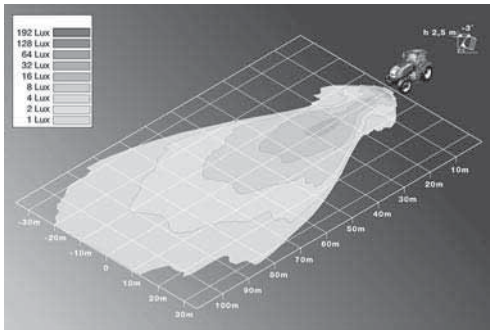 192 Lux
128 Lux
64 Lux
32 Lux
16 Lux
8 Lux
4 Lux
2 Lux
1 Lux
h 2,5 m
-3°
-30m
-20m
-10m
0
10m
20m
30m
100m
90m
80m
70m
60m
50m
40m
30m
20m
10m